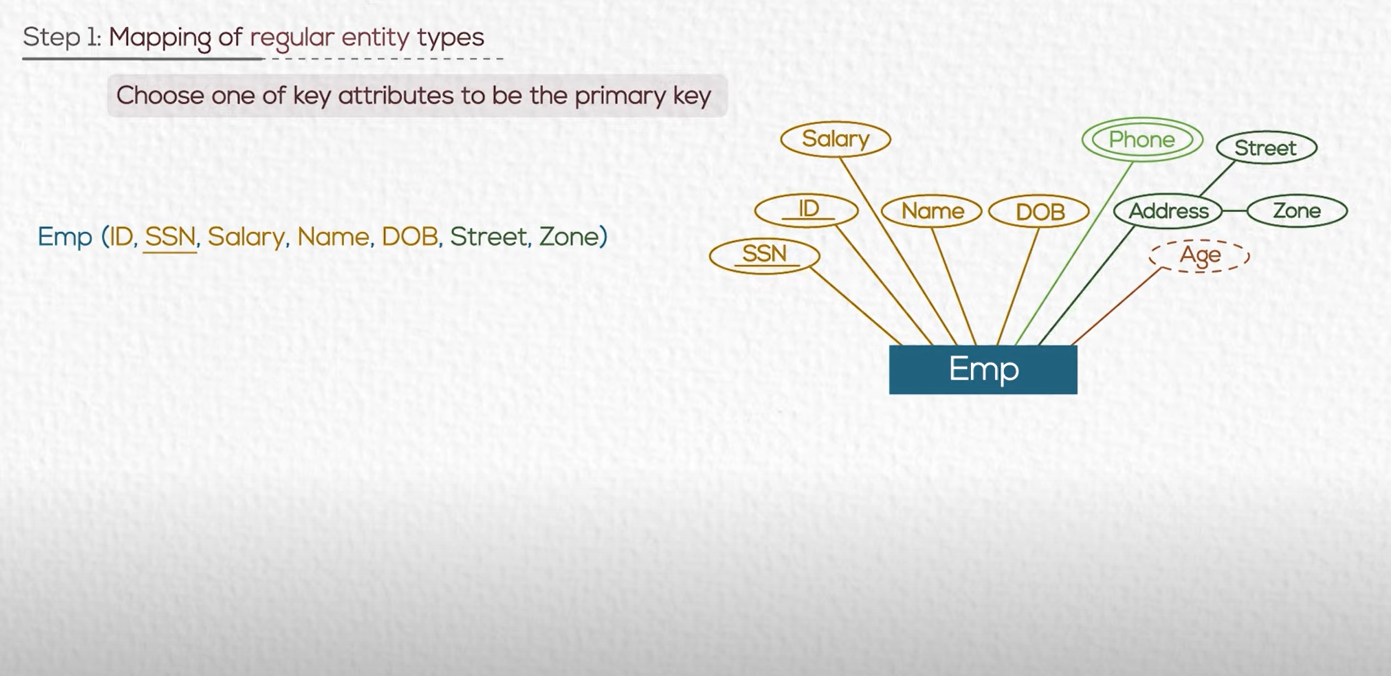 Step 1: Mapping of regular entity types
Choose one of key attributes to be the primary key
Emp (ID, SSN, Salary, Name, DOB, Street, Zone)
Salary
Phone
Street
ID
Name
DOB
Address
Zone
SSN
Age
Emp